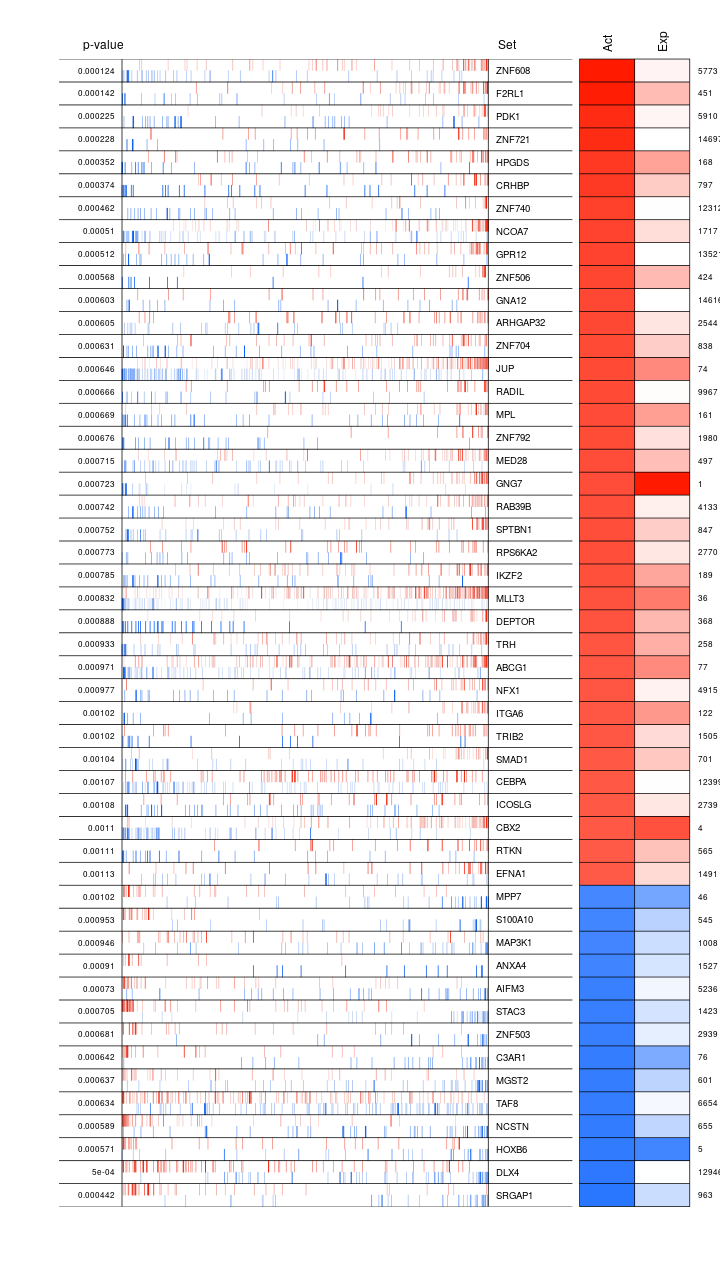 p-value Set Act Exp
0.000124 ZNF608 5773
0.000142 F2RL1 451
0.000225 PDK1 5910
0.000228 ZNF721 14697
0.000352 HPGDS 168
0.000374 CRHBP 797
0.000462 ZNF740 12312
0.00051 NCOA7 1717
0.000512 GPR12 13521
0.000568 ZNF506 424
0.000603 GNA12 14616
0.000605 ARHGAP32 2544
0.000631 ZNF704 838
0.000646 JUP 74
0.000666 RADIL 9967
0.000669 MPL 161
0.000676 ZNF792 1980
0.000715 MED28 497
0.000723 GNG7 1
0.000742 RAB39B 4133
0.000752 SPTBN1 847
0.000773 RPS6KA2 2770
0.000785 IKZF2 189
0.000832 MLLT3 36
0.000888 DEPTOR 368
0.000933 TRH 258
0.000971 ABCG1 77
0.000977 NFX1 4915
0.00102 ITGA6 122
0.00102 TRIB2 1505
0.00104 SMAD1 701
0.00107 CEBPA 12399
0.00108 ICOSLG 2739
0.0011 CBX2 4
0.00111 RTKN 565
0.00113 EFNA1 1491
0.00102 MPP7 46
0.000953 S100A10 545
0.000946 MAP3K1 1008
0.00091 ANXA4 1527
0.00073 AIFM3 5236
0.000705 STAC3 1423
0.000681 ZNF503 2939
0.000642 C3AR1 76
0.000637 MGST2 601
0.000634 TAF8 6654
0.000589 NCSTN 655
0.000571 HOXB6 5
5e-04 DLX4 12946
0.000442 SRGAP1 963